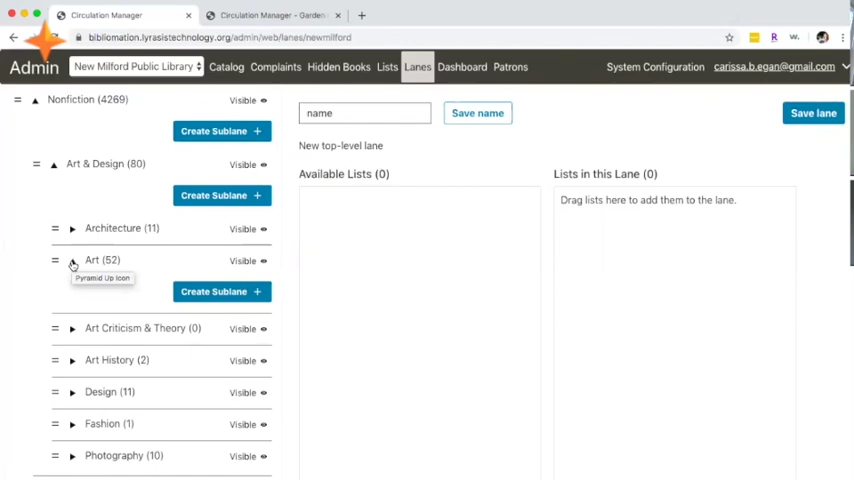 Circulation Manager
Circulation Manager - Garden
bibliomation.lyrasistechnology.org/admin/web/lanes/newmilford
Admin New Milford Public Library Catalog Complaints Hidden Books Lists Lanes Dashboard Patrons System Configuration carissa.b.egan@gmail.com
Nonfiction (4269) Visible
Create Sublane +
Art & Design (80) Visible
Create Sublane +
Architecture (11) Visible
Art (52) Visible
Pyramid Up Icon
Create Sublane +
Art Criticism & Theory (0) Visible
Art History (2) Visible
Design (11) Visible
Fashion (1) Visible
Photography (10) Visible
name Save name Save lane
New top-level lane
Available Lists (0) Lists in this Lane (0)
Drag lists here to add them to the lane.